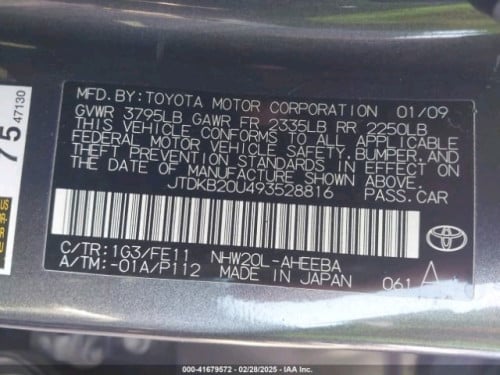 MFD.BY:TOYOTA MOTOR CORPORATION 01/09
GVWR 3795LB GAWR FR 2335LB RR 2250LB
THIS VEHICLE CONFORMS TO ALL APPLICABLE
FEDERAL MOTOR VEHICLE SAFETY, BUMPER, AND
THEFT PREVENTION STANDARDS IN EFFECT ON
THE DATE OF MANUFACTURE SHOWN ABOVE.
JTDKB20U493528816 PASS.CAR
C/TR:1G3/FE11 NHW20L-AHEEBA
A/TM:-01A/P112 MADE IN JAPAN 061 A
TOYOTA
75
47130
000-41679572 / 02/28/2025 / IAA Inc.